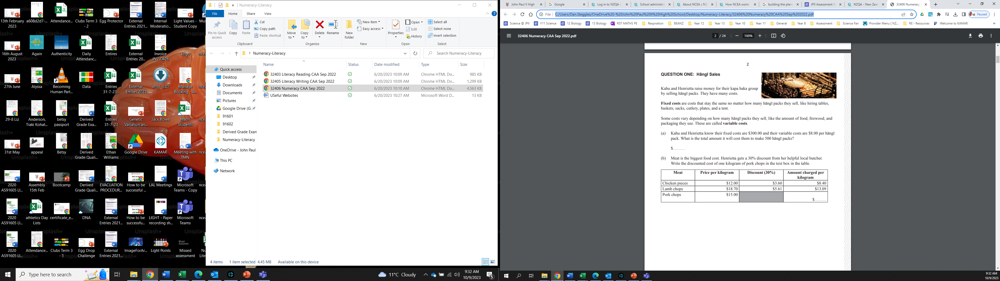 13th February 2023
a608d2d7-...
Attendance...
Clubs Term 3 - 2
Egg Protector
External Entries 2021...
Internal Moderatio...
Light Values - Student Copy
16th August 2023
Again
Authenticity
Daily Attendanc...
Entires
External Entries 20...
Invoice INV-0426
Logo
27th June
Alyssa
Becoming Human Part...
Data
Entries 31-7-23...
External Entries 2023
iProj_3.30
Manage Booking - A...
29-8 Liz
Anderson, Tiaki Kohat...
betsy passport
Derived Grade Exa...
Entries 31-7-23
Genetic Variation an...
Jack Rowe
Maori Students
31st May
appeal
Betsy
Derived Grade Quali...
Ethan Williams
Google Drive
KAMAR
Meeting with TMN
2020 AS91605 LI...
Assembly 15th Feb
Bootcamp
Derived Grade Quali...
EVACUATION PROCEDUR...
How to be successful ...
LAL Meetings
Microsoft Teams - Copy
2020 AS91605 LI...
athletics Day Lists
certificate_e...
DNA
External Entries 2021...
How to be successfu...
LIGHT - Paper recording sh...
Microsoft Teams
2020 AS91605 LI...
Attendance...
Clubs Term 3 - 1
Egg Drop Challenge
External Entries 2021...
ImageForAr...
Light Points
Missed assessment
Type here to search
Numeracy-Literacy
File Home Share View
Pin to Quick access
Copy
Paste
Cut
Copy path
Paste shortcut
Clipboard
Move to
Copy to
Delete
Rename
Organize
New folder
New item
Easy access
New
Properties
Open
Edit
History
Open
Select all
Select none
Invert selection
Select
Numeracy-Literacy
Search Numeracy-Literacy
Quick access
Desktop
Downloads
Documents
Pictures
Google Drive (G:
91601
91602
Derived Grade Exan
Numeracy-Literacy
OneDrive - John Paul
This PC
Network
Name Status Date modified Type Size
32403 Literacy Reading CAA Sep 2022 6/20/2023 10:09 AM Chrome HTML Do... 985 KB
32405 Literacy Writing CAA Sep 2022 6/20/2023 10:09 AM Chrome HTML Do... 1,299 KB
32406 Numeracy CAA Sep 2022 6/20/2023 10:10 AM Chrome HTML Do... 4,563 KB
USeful Websites 6/20/2023 10:27 AM Microsoft Word D... 13 KB
4 items 1 item selected 4.45 MB Available on this device
11°C Cloudy
9:32 AM
10/9/2023
John Paul II High Google Log in to NZQA School administra About NCEA :: NZ How NCEA works building the plane JPII Assessment G NZQA - New Zeal 32406 Numeracy
File C:/Users/Dan.Steggles/OneDrive%20-%20John%20Paul%20II%20High%20School/Desktop/Numeracy-Literacy/32406%20Numeracy%20CAA%20Sep%202022.pdf
Paused
Science @ JPII Y11 Science 12 Biology 13 Biology RST MATHS PE Respiration BEANZ Year 12 Year 13 Year 10 Year 11 General Year 8 Assessment Science Fair Provider Menu [ NZ... RE - Resources Welcome to KAMAR
32406 Numeracy CAA Sep 2022.pdf
2 / 24
100%
2
QUESTION ONE: Hāngī Sales
Kahu and Henrietta raise money for their kapa haka group
by selling hāngī packs. They have many costs.
Fixed costs are costs that stay the same no matter how many hāngī packs they sell, like hiring tables,
baskets, sacks, cutlery, plates, and a tent.
Some costs vary depending on how many hāngī packs they sell, like the amount of food, firewood, and
packaging they use. These are called variable costs.
(a) Kahu and Henrietta know their fixed costs are $300.00 and their variable costs are $8.00 per hāngī
pack. What is the total amount it will cost them to make 500 hāngī packs?
$
(b) Meat is the biggest food cost. Henrietta gets a 30% discount from her helpful local butcher.
Write the discounted cost of one kilogram of pork chops in the text box in the table.
Meat Price per kilogram Discount (30%) Amount charged per kilogram
Chicken pieces $12.00 $3.60 $8.40
Lamb chops $18.70 $5.61 $13.09
Pork chops $15.00
$
9:32 AM
10/9/2023